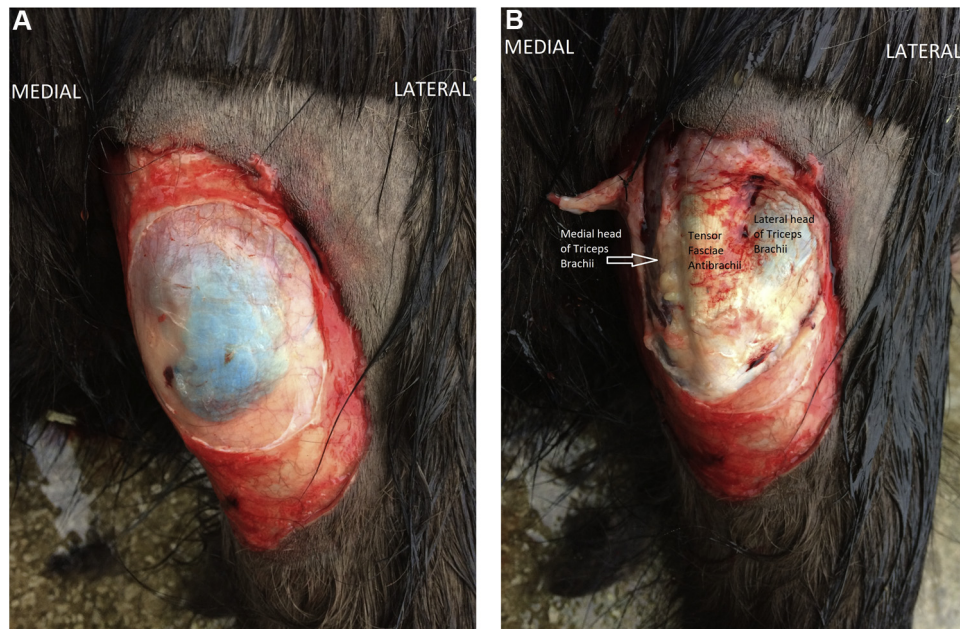 A
MEDIAL
LATERAL
B
MEDIAL
LATERAL
Medial head
of Triceps
Brachii
Tensor
Fasciae
Antibrachii
Lateral head
of Triceps
Brachii